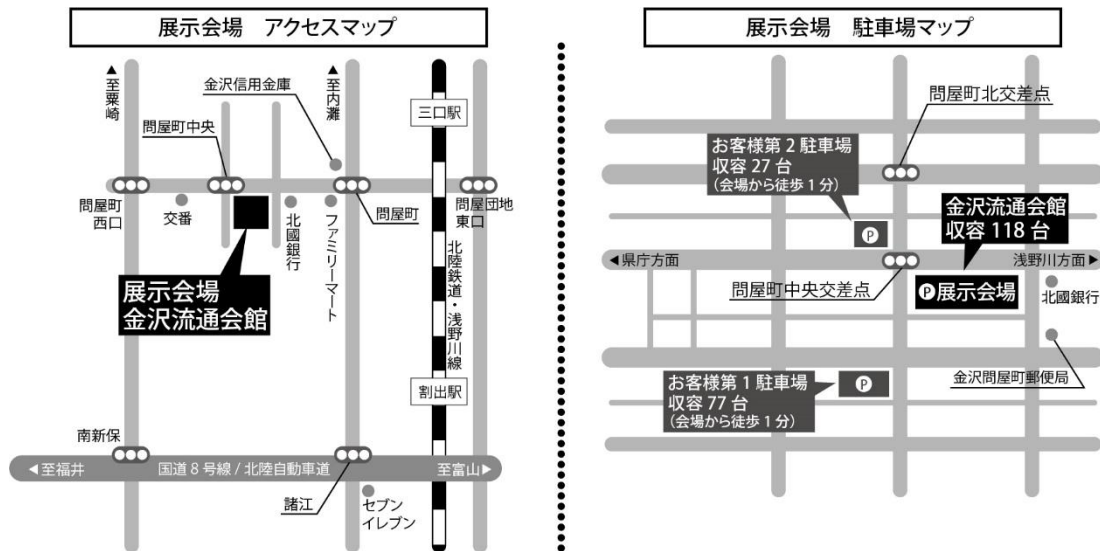 展示会場　アクセスマップ
▲至粟崎
金沢信用金庫
▲至内灘
三口駅
問屋町中央
問屋町
西口
交番
北國銀行
ファミリーマート
問屋町
問屋団地
東口
展示会場
金沢流通会館
北陸鉄道・浅野川線
割出駅
南新保
◀至福井
国道８号線 / 北陸自動車道
至富山▶
諸江
セブン
イレブン
展示会場　駐車場マップ
問屋町北交差点
お客様第２駐車場
収容 27 台
（会場から徒歩１分）
金沢流通会館
収容 118 台
P
◀県庁方面
浅野川方面▶
問屋町中央交差点
P展示会場
北國銀行
お客様第１駐車場
収容 77 台
（会場から徒歩１分）
P
金沢問屋町郵便局